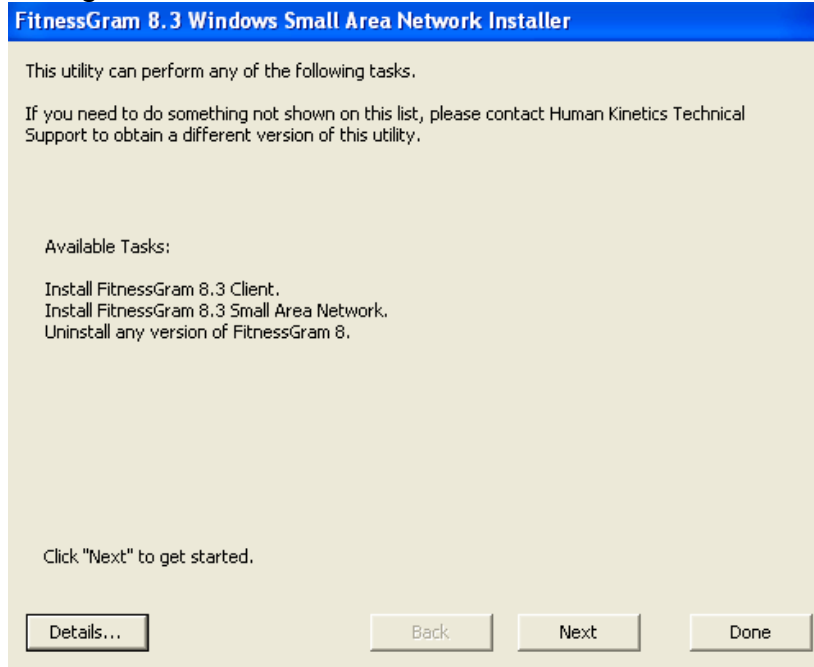 FitnessGram 8.3 Windows Small Area Network Installer
This utility can perform any of the following tasks.
If you need to do something not shown on this list, please contact Human Kinetics Technical
Support to obtain a different version of this utility.
Available Tasks:
Install FitnessGram 8.3 Client.
Install FitnessGram 8.3 Small Area Network.
Uninstall any version of FitnessGram 8.
Click "Next" to get started.
Details... Back Next Done